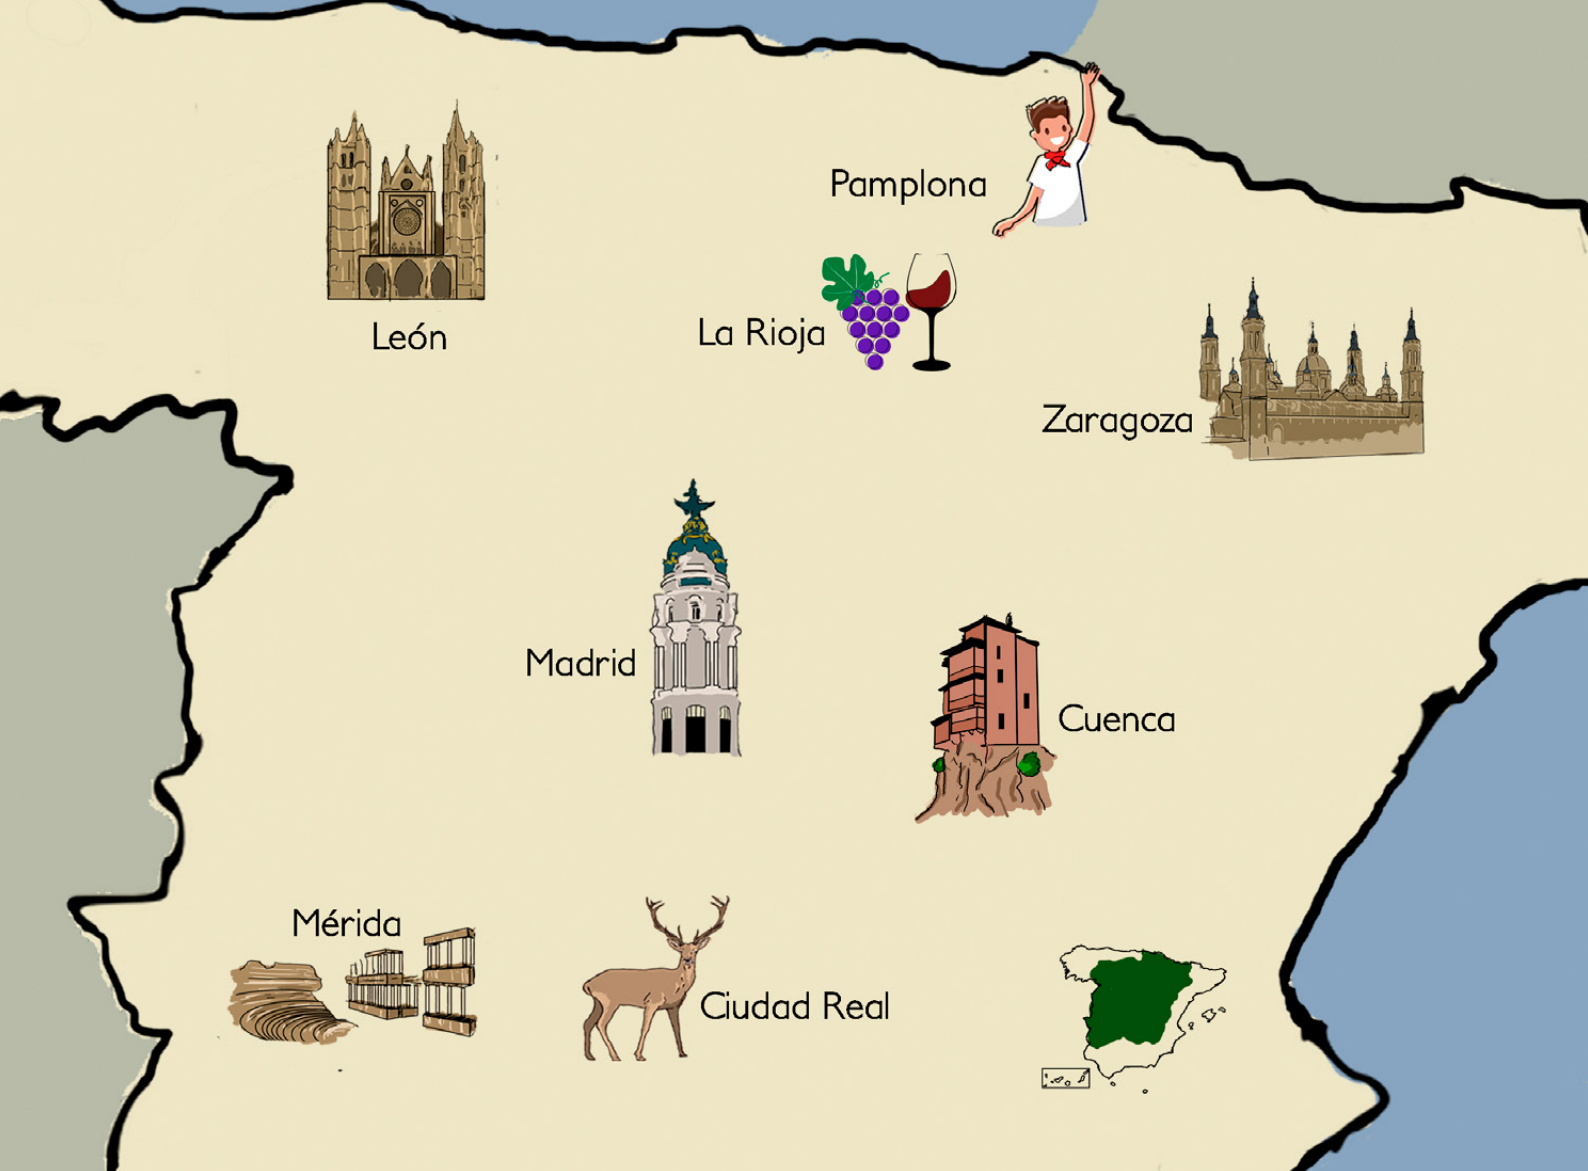 Pamplona
León
La Rioja
Zaragoza
Madrid
Cuenca
Mérida
Ciudad Real